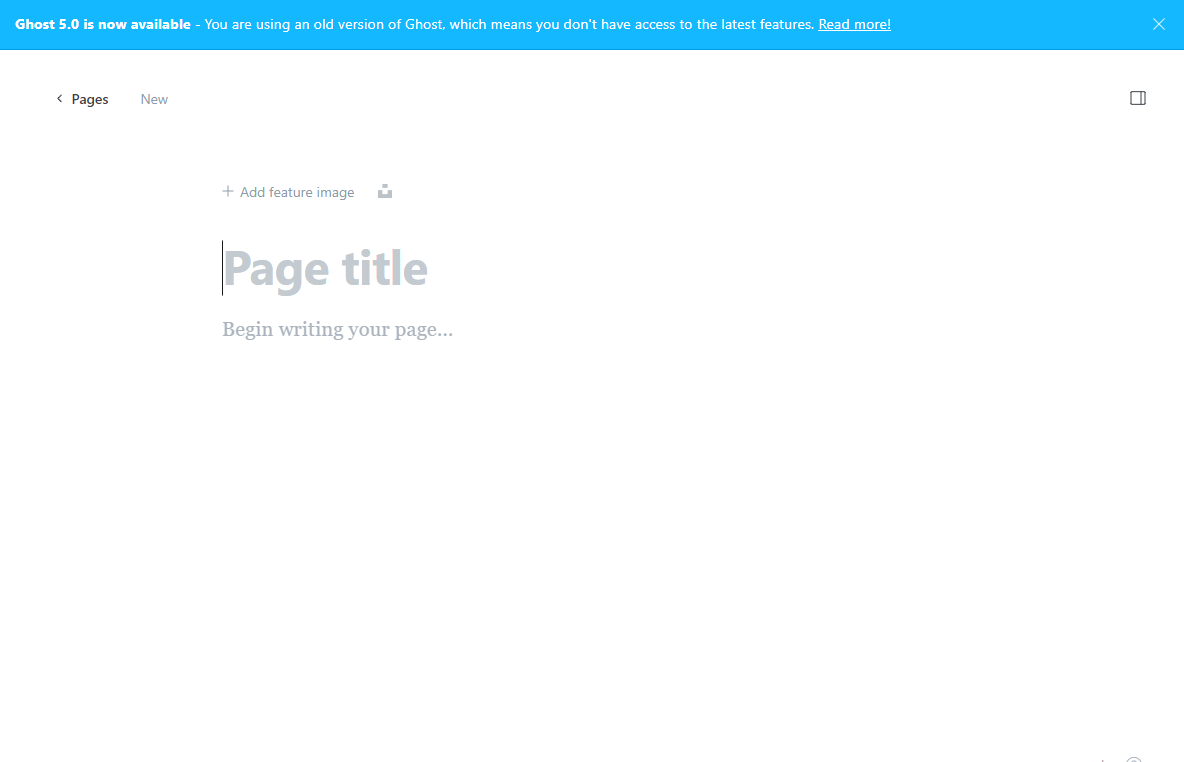 Ghost 5.0 is now available - You are using an old version of Ghost, which means you don't have access to the latest features. Read more!
Pages New
Add feature image
Page title
Begin writing your page...